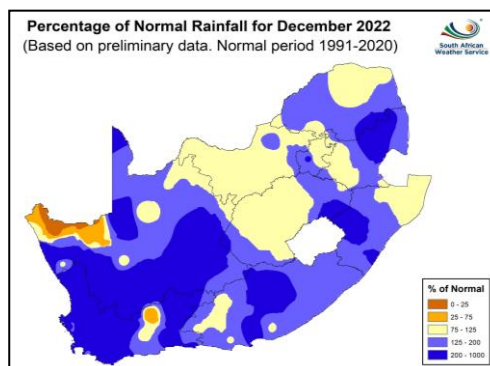 Percentage of Normal Rainfall for December 2022
(Based on preliminary data. Normal period 1991-2020)
South African
Weather Service
% of Normal
0 - 25
25 - 75
75 - 125
125 - 200
200 - 1000